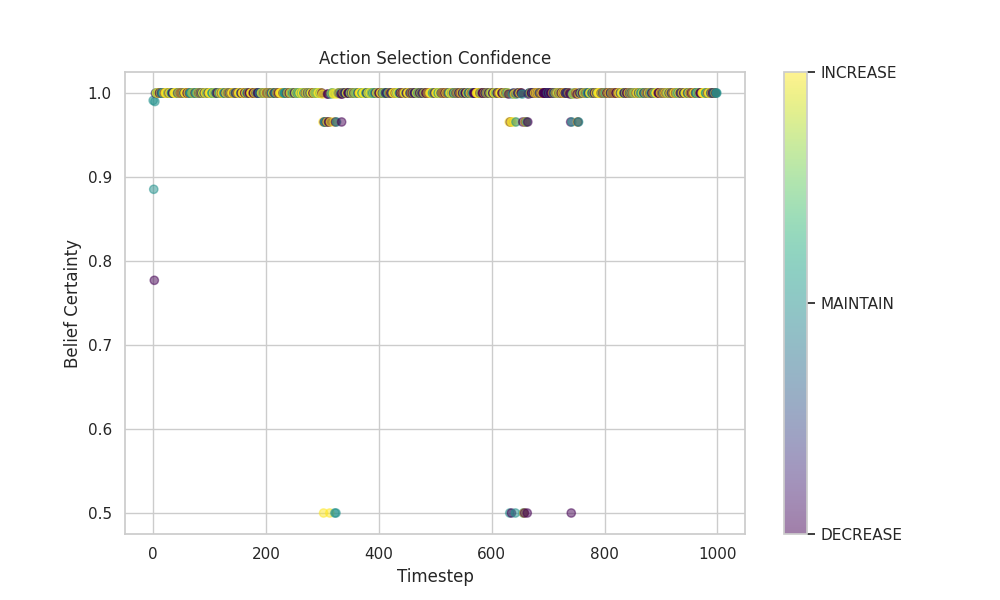 Action Selection Confidence
Belief Certainty
1.0
0.9
0.8
0.7
0.6
0.5
0
200
400
600
800
1000
Timestep
INCREASE
MAINTAIN
DECREASE